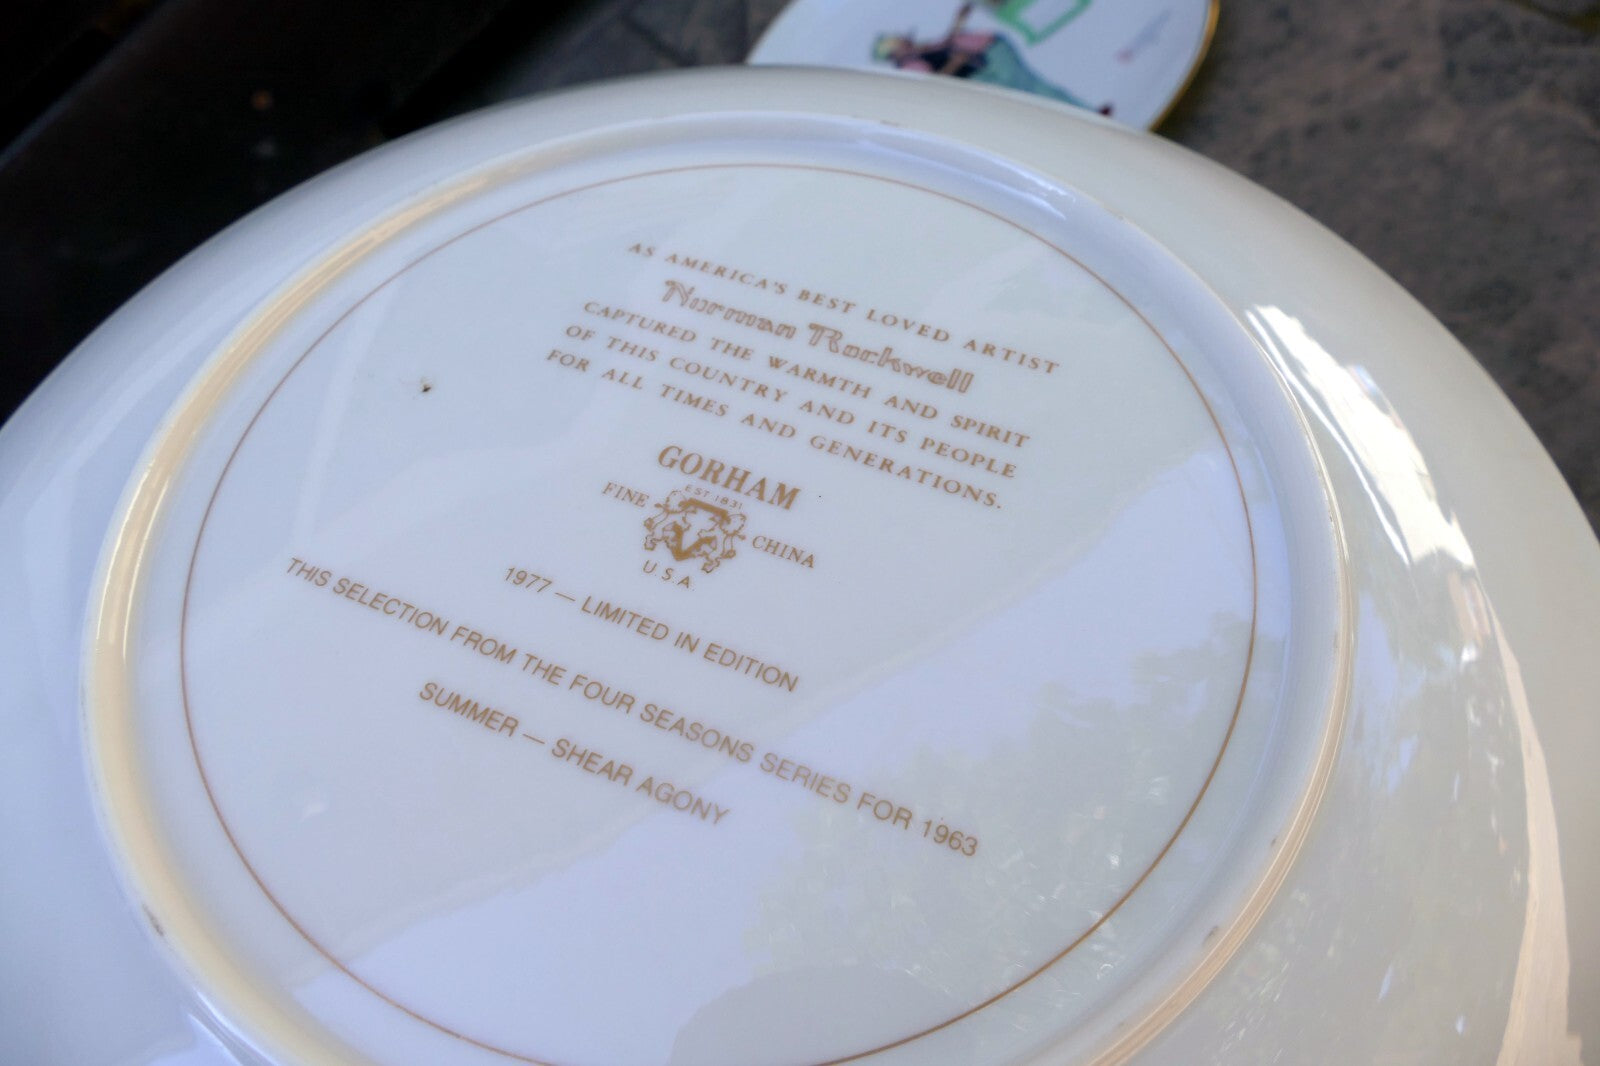 AS AMERICA'S BEST LOVED ARTIST
Norman Rockwell
CAPTURED THE WARMTH AND SPIRIT
OF THIS COUNTRY AND ITS PEOPLE
FOR ALL TIMES AND GENERATIONS.
GORHAM
EST 1831
FINE CHINA
U.S.A.
1977 — LIMITED IN EDITION
THIS SELECTION FROM THE FOUR SEASONS SERIES FOR 1963
SUMMER — SHEAR AGONY